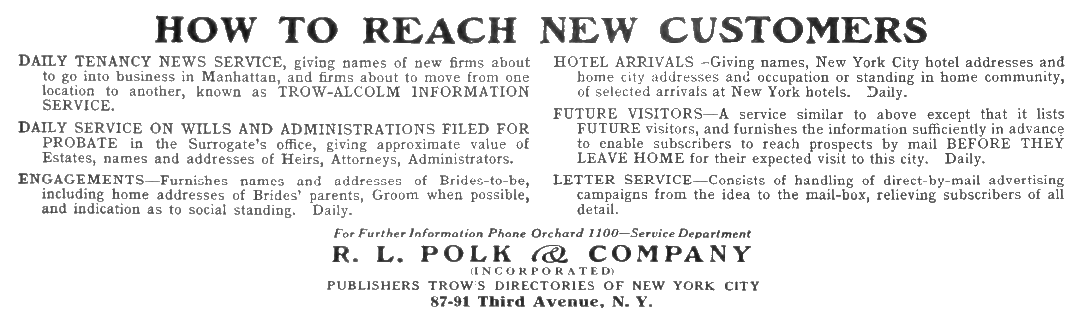 HOW TO REACH NEW CUSTOMERS
DAILY TENANCY NEWS SERVICE, giving names of new firms about
to go into business in Manhattan, and firms about to move from one
location to another, known as TROW-ALCOLM INFORMATION
SERVICE.
DAILY SERVICE ON WILLS AND ADMINISTRATIONS FILED FOR
PROBATE in the Surrogate's office, giving approximate value of
Estates, names and addresses of Heirs, Attorneys, Administrators.
ENGAGEMENTS—Furnishes names and addresses of Brides-to-be,
including home addresses of Brides' parents, Groom when possible,
and indication as to social standing. Daily.
HOTEL ARRIVALS -Giving names, New York City hotel addresses and
home city addresses and occupation or standing in home community,
of selected arrivals at New York hotels. Daily.
FUTURE VISITORS—A service similar to above except that it lists
FUTURE visitors, and furnishes the information sufficiently in advance
to enable subscribers to reach prospects by mail BEFORE THEY
LEAVE HOME for their expected visit to this city. Daily.
LETTER SERVICE—Consists of handling of direct-by-mail advertising
campaigns from the idea to the mail-box, relieving subscribers of all
detail.
For Further Information Phone Orchard 1100—Service Department
R. L. POLK & COMPANY
(INCORPORATED)
PUBLISHERS TROW'S DIRECTORIES OF NEW YORK CITY
87-91 Third Avenue, N. Y.